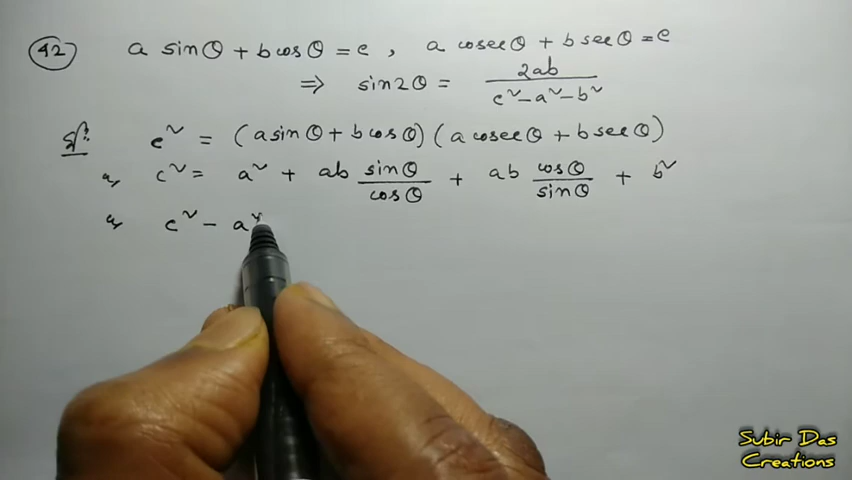 42 a sinθ + b cosθ = c, a cosecθ + b secθ = c
⇒ sin2θ = 2ab / (c² – a² – b²)
c² = (a sinθ + b cosθ)(a cosecθ + b secθ)
c² = a² + ab sinθ/cosθ + ab cosθ/sinθ + b²
c² – a²
Subir Das
Creations